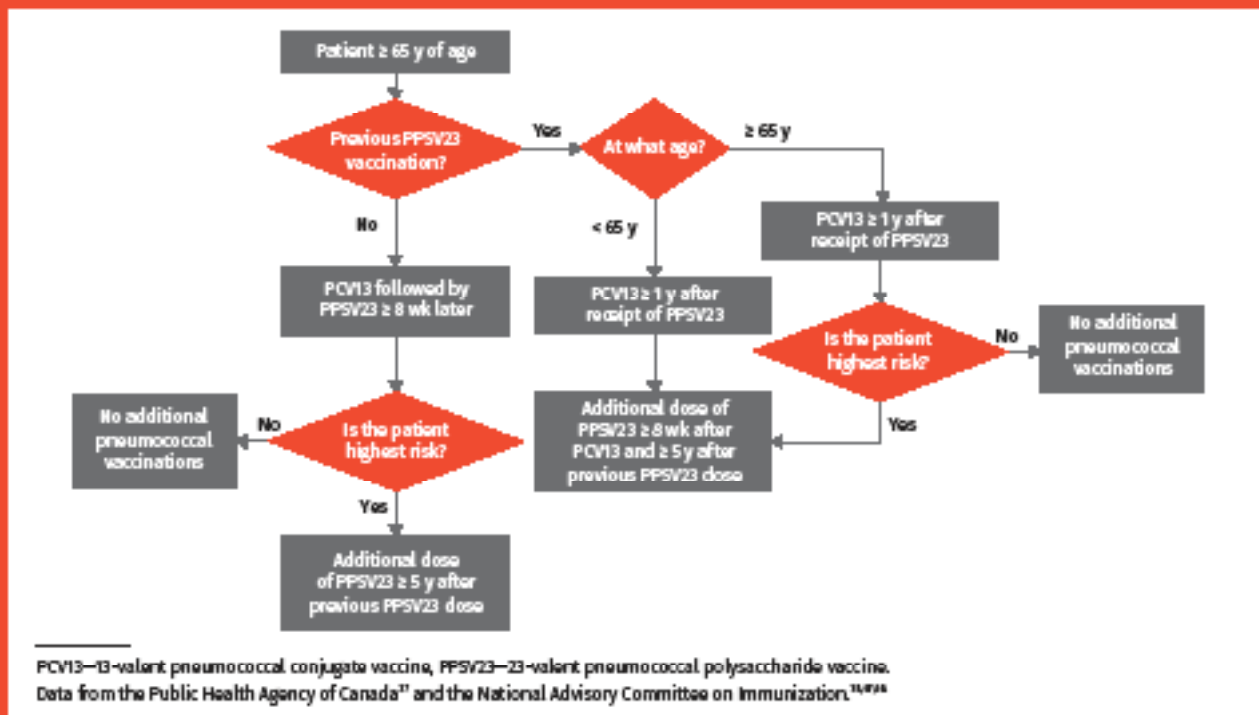 Patient ≥ 65 y of age
Previous PPSV23
vaccination?
Yes
At what age?
≥ 65 y
No
< 65 y
PCV13 ≥ 1 y after
receipt of PPSV23
PCV13 followed by
PPSV23 ≥ 8 wk later
PCV13 ≥ 1 y after
receipt of PPSV23
Is the patient
highest risk?
No
No additional
pneumococcal
vaccinations
No additional
pneumococcal
vaccinations
No
Is the patient
highest risk?
Additional dose of
PPSV23 ≥ 8 wk after
PCV13 and ≥ 5 y after
previous PPSV23 dose
Yes
Yes
Additional dose
of PPSV23 ≥ 5 y after
previous PPSV23 dose
PCV13—13-valent pneumococcal conjugate vaccine, PPSV23—23-valent pneumococcal polysaccharide vaccine.
Data from the Public Health Agency of Canada and the National Advisory Committee on Immunization.